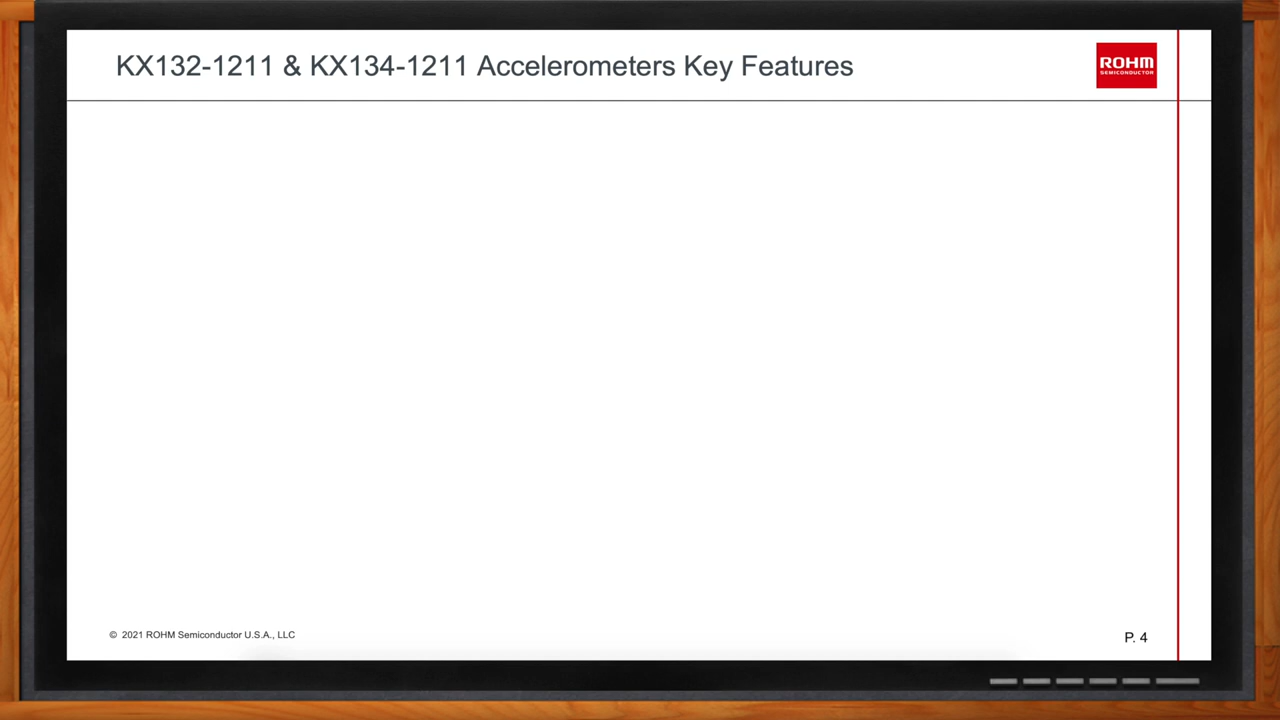 KX132-1211 & KX134-1211 Accelerometers Key Features
ROHM
SEMICONDUCTOR
© 2021 ROHM Semiconductor U.S.A., LLC
P. 4